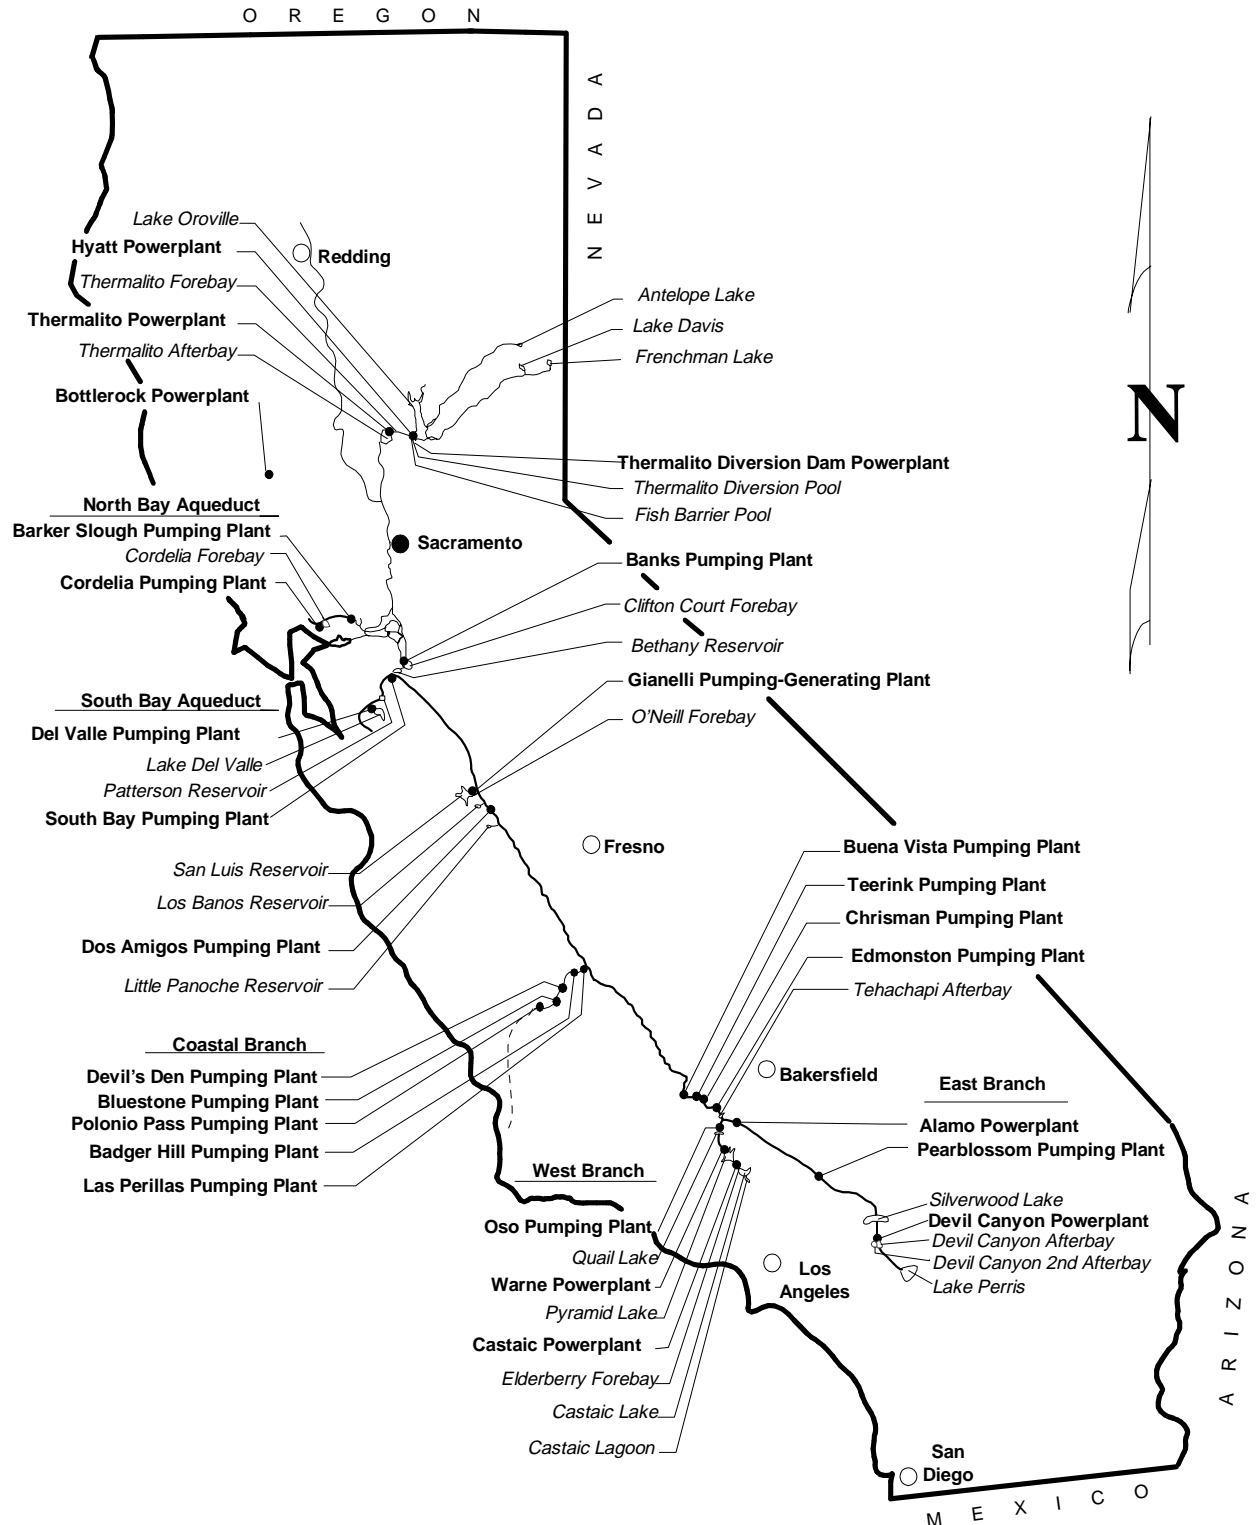 OREGON
NEVADA
Lake Oroville
Hyatt Powerplant
Redding
Thermalito Forebay
Antelope Lake
Thermalito Powerplant
Lake Davis
Thermalito Afterbay
Frenchman Lake
Bottlerock Powerplant
N
Thermalito Diversion Dam Powerplant
Thermalito Diversion Pool
North Bay Aqueduct
Fish Barrier Pool
Barker Slough Pumping Plant
Sacramento
Cordelia Forebay
Banks Pumping Plant
Cordelia Pumping Plant
Clifton Court Forebay
Bethany Reservoir
Gianelli Pumping-Generating Plant
South Bay Aqueduct
O'Neill Forebay
Del Valle Pumping Plant
Lake Del Valle
Patterson Reservoir
South Bay Pumping Plant
Fresno
Buena Vista Pumping Plant
San Luis Reservoir
Teerink Pumping Plant
Los Banos Reservoir
Chrisman Pumping Plant
Dos Amigos Pumping Plant
Edmonston Pumping Plant
Little Panoche Reservoir
Tehachapi Afterbay
Coastal Branch
Devil's Den Pumping Plant
Bakersfield
Bluestone Pumping Plant
East Branch
Polonio Pass Pumping Plant
Alamo Powerplant
Badger Hill Pumping Plant
Pearblossom Pumping Plant
Las Perillas Pumping Plant
West Branch
Silverwood Lake
Oso Pumping Plant
Devil Canyon Powerplant
Devil Canyon Afterbay
Quail Lake
Devil Canyon 2nd Afterbay
Warne Powerplant
Los
Angeles
Lake Perris
Pyramid Lake
ARIZONA
Castaic Powerplant
Elderberry Forebay
Castaic Lake
Castaic Lagoon
San
Diego
MEXICO